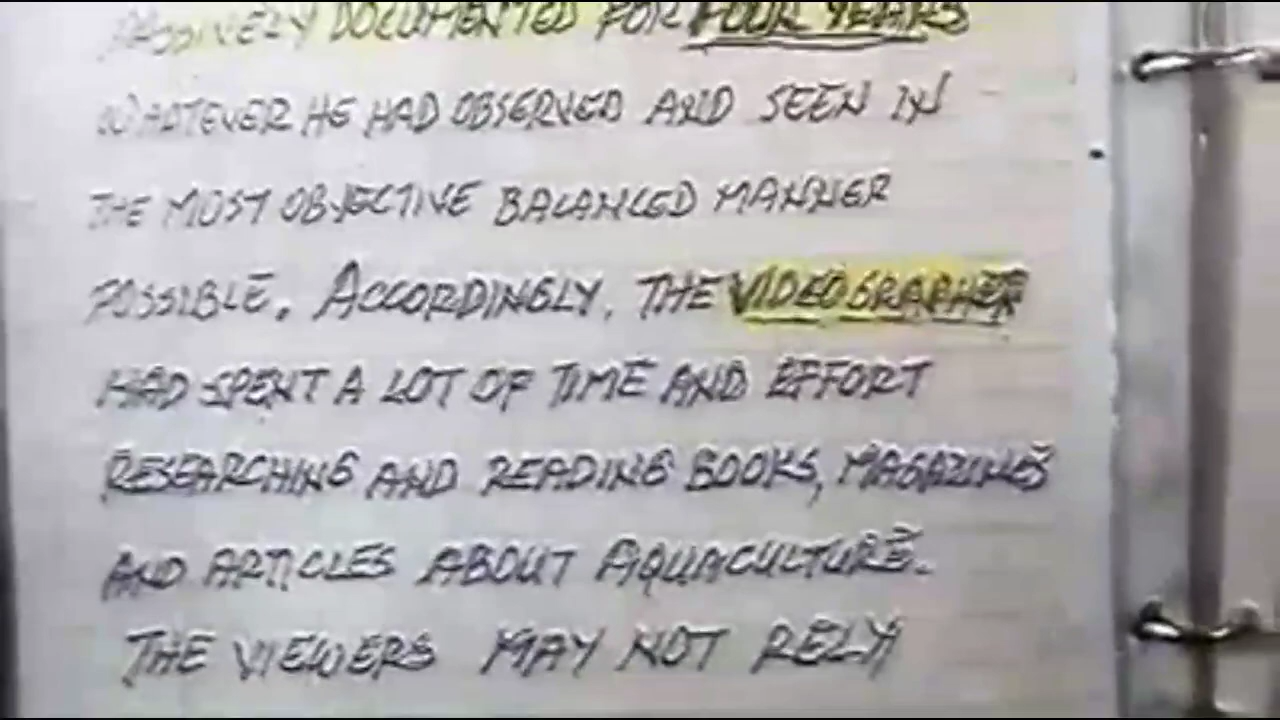 PASSIVELY DOCUMENTED FOR FOUR YEARS
WHATEVER HE HAD OBSERVED AND SEEN IN
THE MOST OBJECTIVE BALANCED MANNER
POSSIBLE. ACCORDINGLY, THE VIDEOGRAPHER
HAD SPENT A LOT OF TIME AND EFFORT
RESEARCHING AND READING BOOKS, MAGAZINES
AND ARTICLES ABOUT AQUACULTURE.
THE VIEWERS MAY NOT RELY